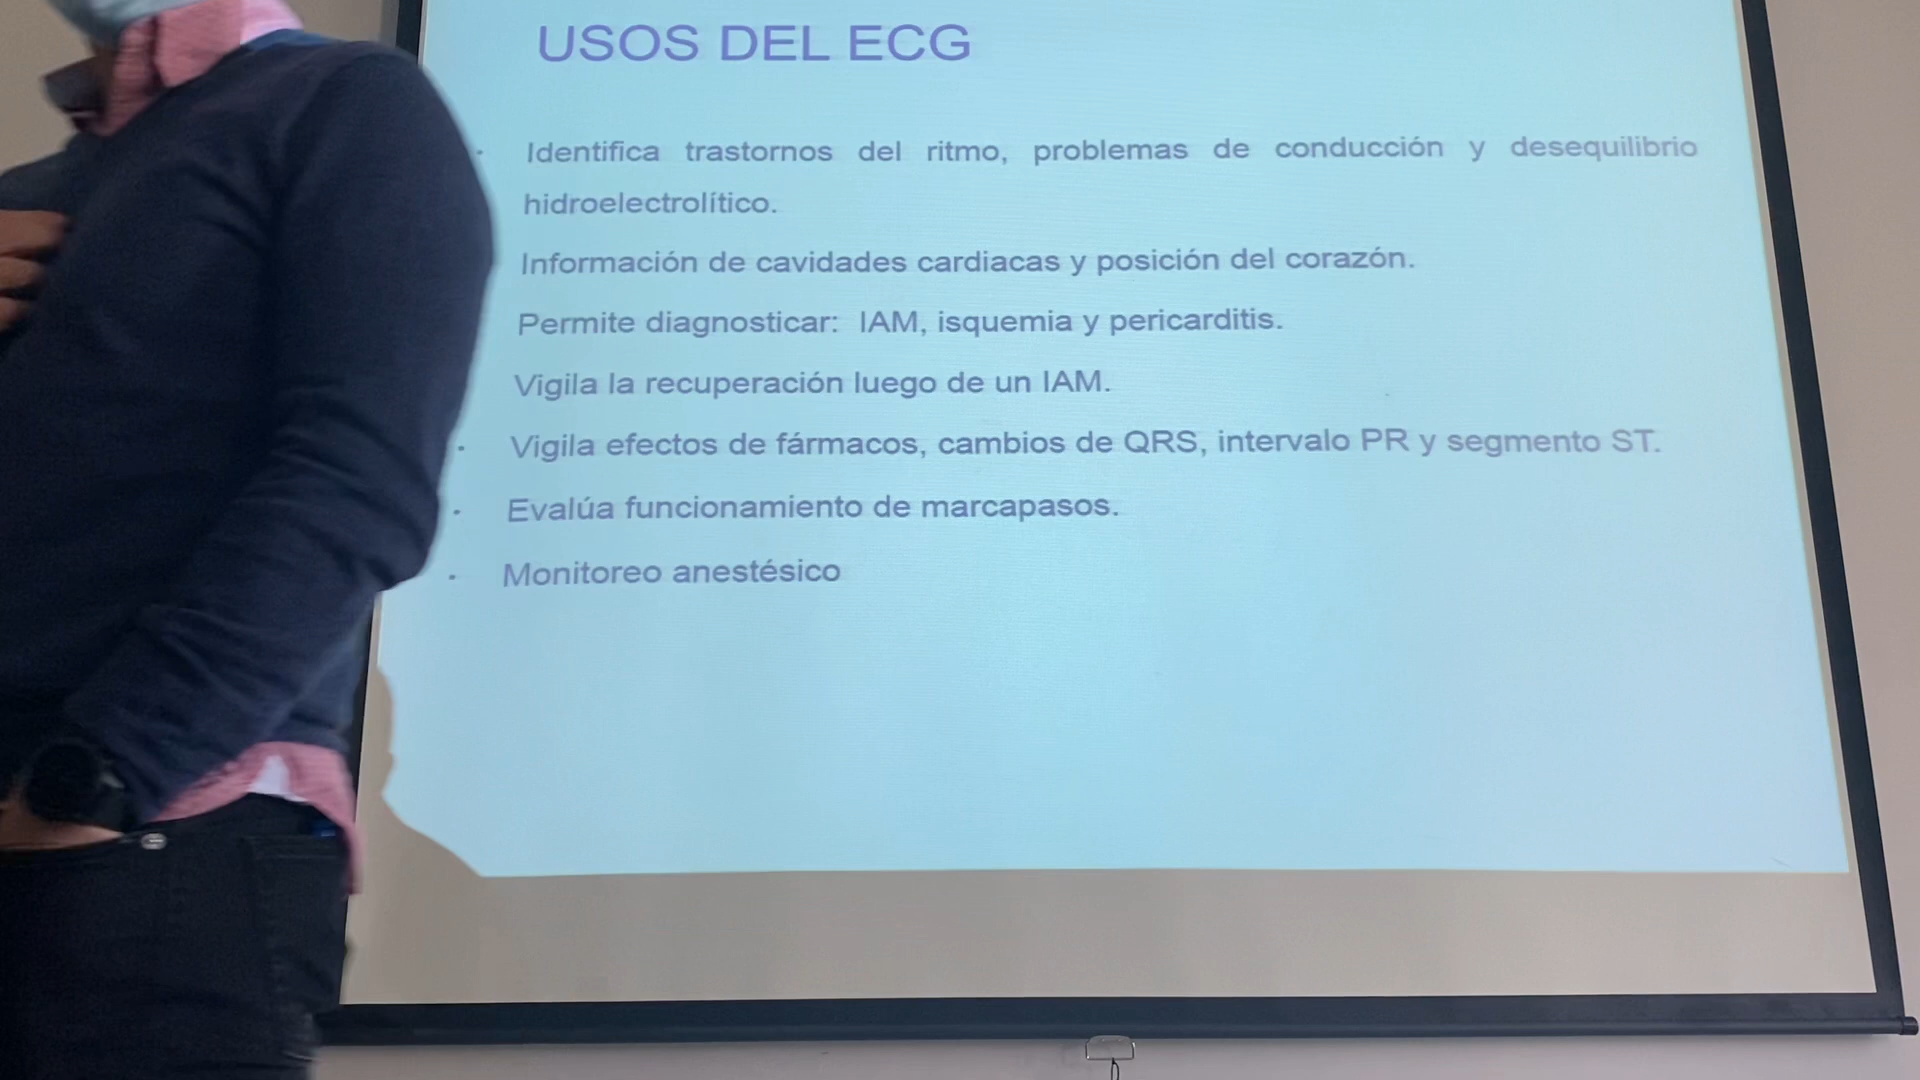 USOS DEL ECG
· Identifica trastornos del ritmo, problemas de conducción y desequilibrio
hidroelectrolítico.
Información de cavidades cardiacas y posición del corazón.
Permite diagnosticar: IAM, isquemia y pericarditis.
Vigila la recuperación luego de un IAM.
· Vigila efectos de fármacos, cambios de QRS, intervalo PR y segmento ST.
· Evalúa funcionamiento de marcapasos.
· Monitoreo anestésico